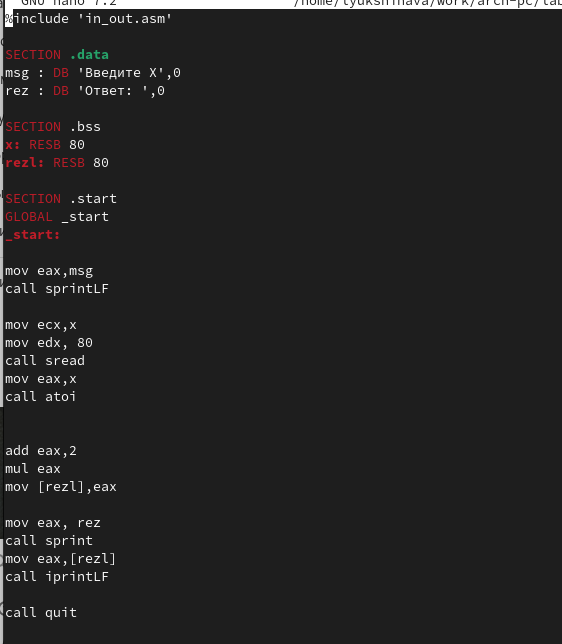 GNU nano 7.2 /home/lyukshinava/work/arch-pc/lab
%include 'in_out.asm'
SECTION .data
msg : DB 'Введите X',0
rez : DB 'Ответ: ',0
SECTION .bss
x: RESB 80
rezl: RESB 80
SECTION .start
GLOBAL _start
_start:
mov eax,msg
call sprintLF
mov ecx,x
mov edx, 80
call sread
mov eax,x
call atoi
add eax,2
mul eax
mov [rezl],eax
mov eax, rez
call sprint
mov eax,[rezl]
call iprintLF
call quit